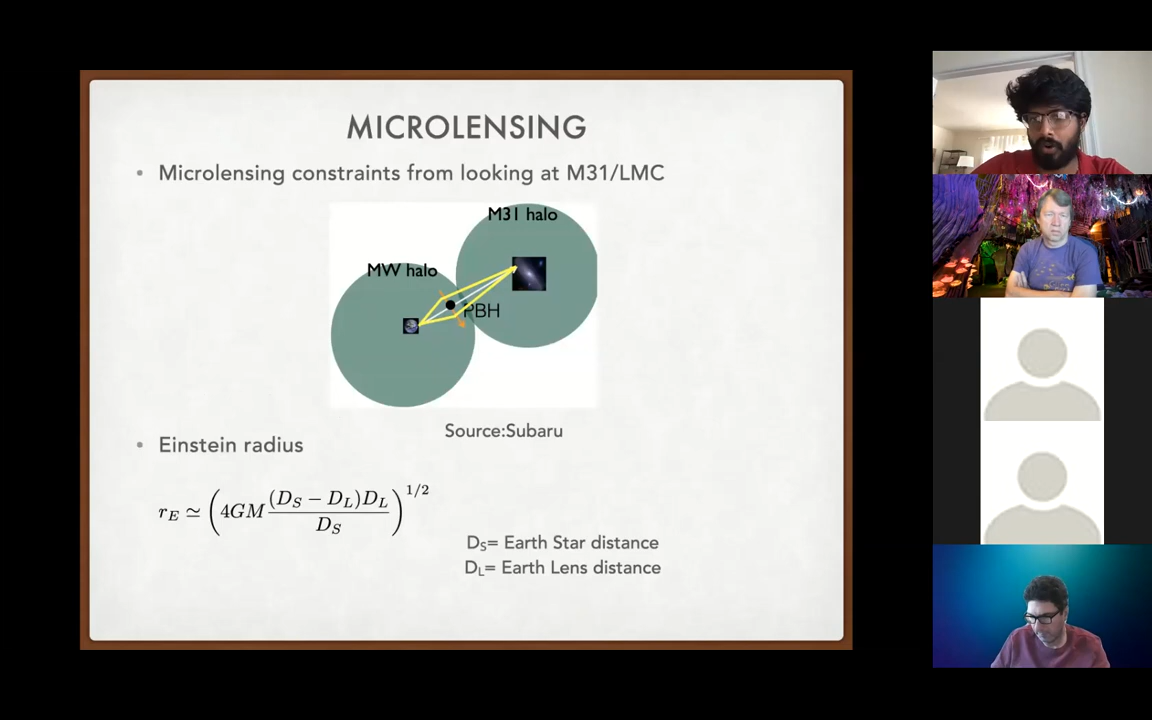 MICROLENSING
• Microlensing constraints from looking at M31/LMC
M31 halo
MW halo
PBH
Source:Subaru
• Einstein radius
r_E ≃ (4GM (D_S − D_L)D_L / D_S)^{1/2}
D_S= Earth Star distance
D_L= Earth Lens distance